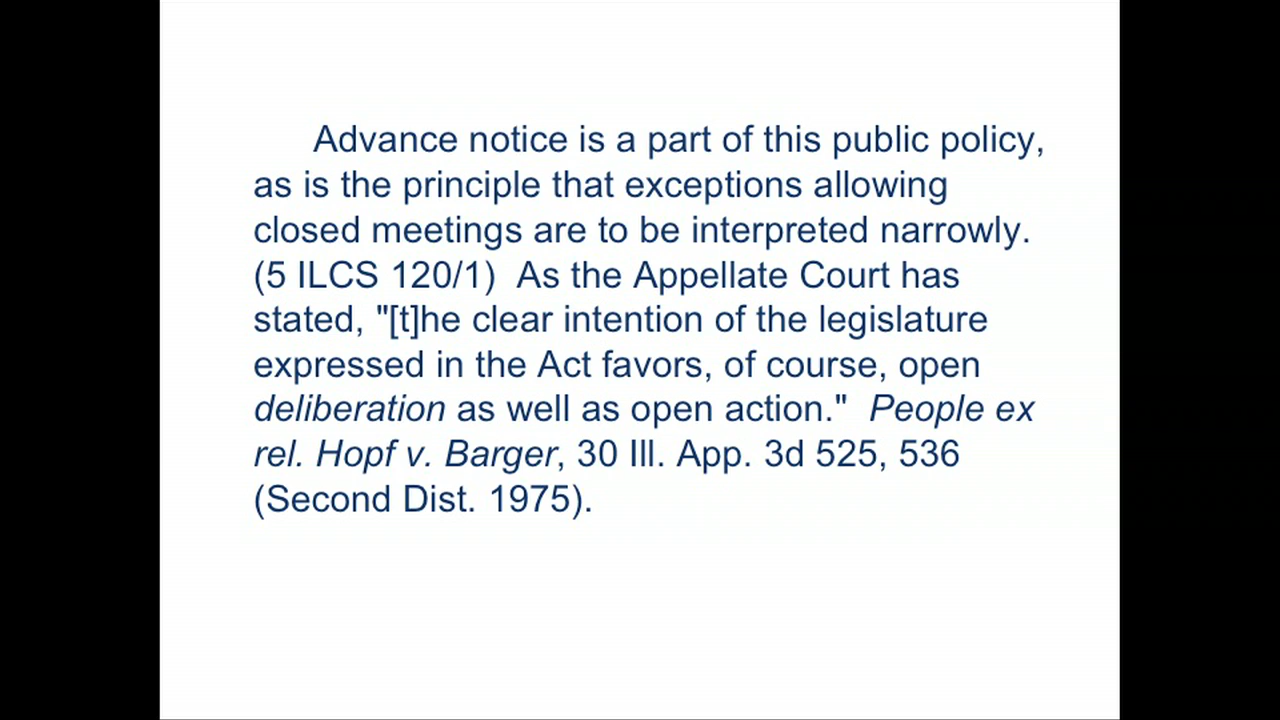 Advance notice is a part of this public policy,
as is the principle that exceptions allowing
closed meetings are to be interpreted narrowly.
(5 ILCS 120/1)  As the Appellate Court has
stated, "[t]he clear intention of the legislature
expressed in the Act favors, of course, open
deliberation as well as open action."  People ex
rel. Hopf v. Barger, 30 Ill. App. 3d 525, 536
(Second Dist. 1975).